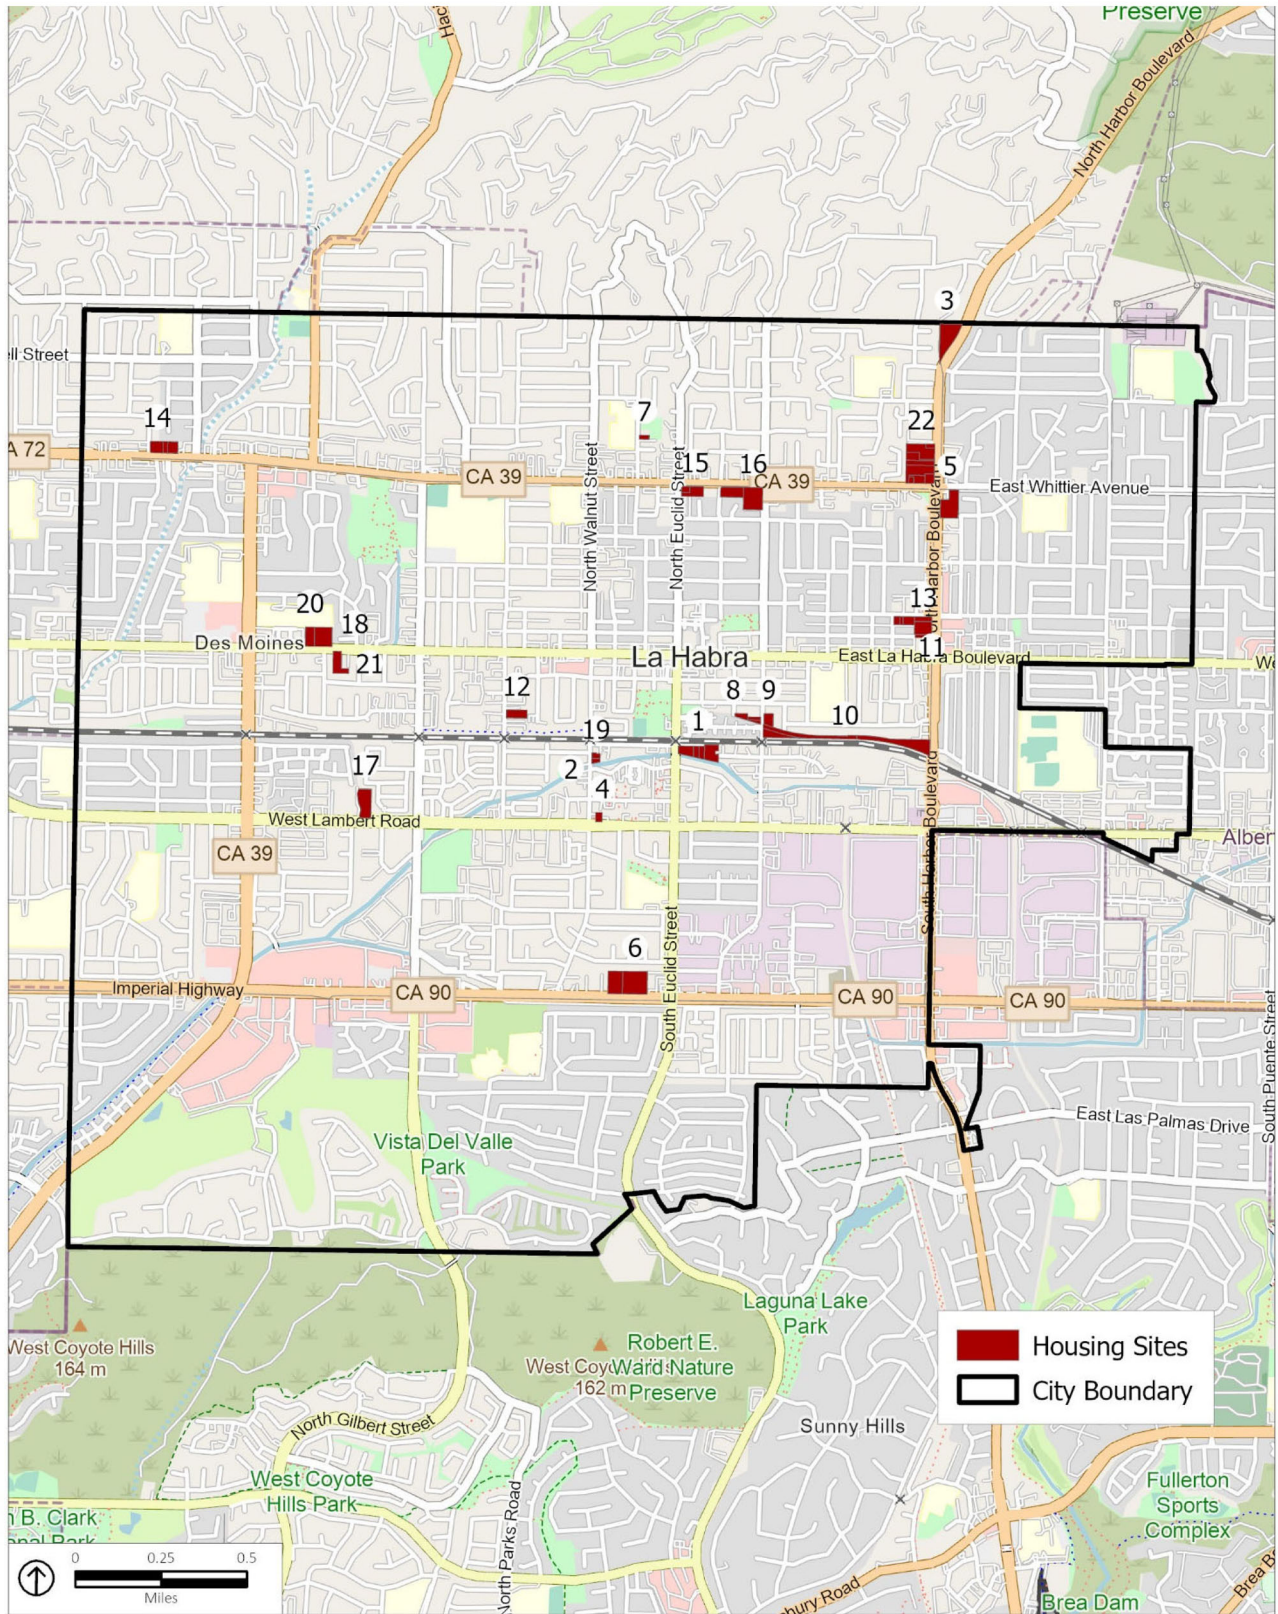 Preserve
North Harbor Boulevard
3
ell Street
14
7
22
A 72
CA 39
15
16
CA 39
5
East Whittier Avenue
North Walnut Street
North Euclid Street
13
20
18
Des Moines
21
La Habra
11
East La Habra Boulevard
12
8
9
10
19
1
2
4
17
West Lambert Road
CA 39
South Harbor Boulevard
6
Imperial Highway
CA 90
CA 90
CA 90
South Euclid Street
South Puente Street
East Las Palmas Drive
Vista Del Valle
Park
Laguna Lake
Park
West Coyote Hills
164 m
162 m
Robert E.
Ward Nature
Preserve
Housing Sites
City Boundary
Sunny Hills
North Gilbert Street
West Coyote
Hills Park
North Parks Road
Fullerton
Sports
Complex
B. Clark
0 0.25 0.5
Miles
Brea Dam